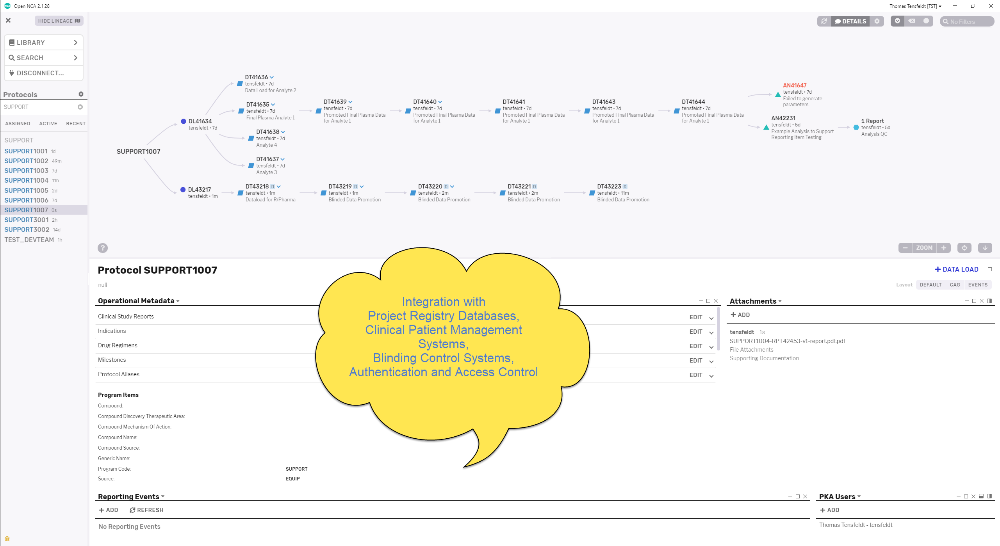 NCA Open NCA 2.1.28
Thomas Tensfeldt [TST]
HIDE LINEAGE
DETAILS
No Filters
LIBRARY
SEARCH
DISCONNECT...
Protocols
SUPPORT
ASSIGNED ACTIVE RECENT
SUPPORT
SUPPORT1001 1d
SUPPORT1002 49m
SUPPORT1003 7d
SUPPORT1004 11h
SUPPORT1005 2d
SUPPORT1006 7d
SUPPORT1007 0s
SUPPORT3001 2h
SUPPORT3002 14d
TEST_DEVTEAM 1h
SUPPORT1007
DL41634
tensfeldt • 7d
DT41636
tensfeldt • 7d
Data Load for Analyte 2
DT41635
tensfeldt • 7d
Final Plasma Analyte 1
DT41638
tensfeldt • 7d
Analyte 4
DT41637
tensfeldt • 7d
Analyte 3
DT41639
tensfeldt • 7d
Promoted Final Plasma Data
for Analyte 1
DT41640
tensfeldt • 7d
Promoted Final Plasma Data
for Analyte 1
DT41641
tensfeldt • 7d
Promoted Final Plasma Data
for Analyte 1
DT41643
tensfeldt • 7d
Promoted Final Plasma Data
for Analyte 1
DT41644
tensfeldt • 7d
Promoted Final Plasma Data
for Analyte 1
AN41647
tensfeldt • 7d
Failed to generate
parameters.
AN42231
tensfeldt • 5d
Example Analysis to Support
Reporting Item Testing
1 Report
tensfeldt • 5d
Analysis QC
DL43217
tensfeldt • 1m
DT43218 D
tensfeldt • 1m
Dataload for R/Pharma
DT43219 D
tensfeldt • 1m
Blinded Data Promotion
DT43220 D
tensfeldt • 2m
Blinded Data Promotion
DT43221 D
tensfeldt • 2m
Blinded Data Promotion
DT43223 D
tensfeldt • 11m
Blinded Data Promotion
?
ZOOM
Protocol SUPPORT1007
DATA LOAD
null
Layout DEFAULT CAG EVENTS
Operational Metadata
Clinical Study Reports EDIT
Indications EDIT
Drug Regimens EDIT
Milestones EDIT
Protocol Aliases EDIT
Integration with
Project Registry Databases,
Clinical Patient Management
Systems,
Blinding Control Systems,
Authentication and Access Control
Attachments
ADD
tensfeldt 1s
SUPPORT1004-RPT42453-v1-report.pdf.pdf
File Attachments
Supporting Documentation
Program Items
Compound:
Compound Discovery Therapeutic Area:
Compound Mechanism Of Action:
Compound Name:
Compound Source:
Generic Name:
Program Code: SUPPORT
Source: EQUIP
Reporting Events
ADD REFRESH
No Reporting Events
PKA Users
ADD
Thomas Tensfeldt - tensfeldt